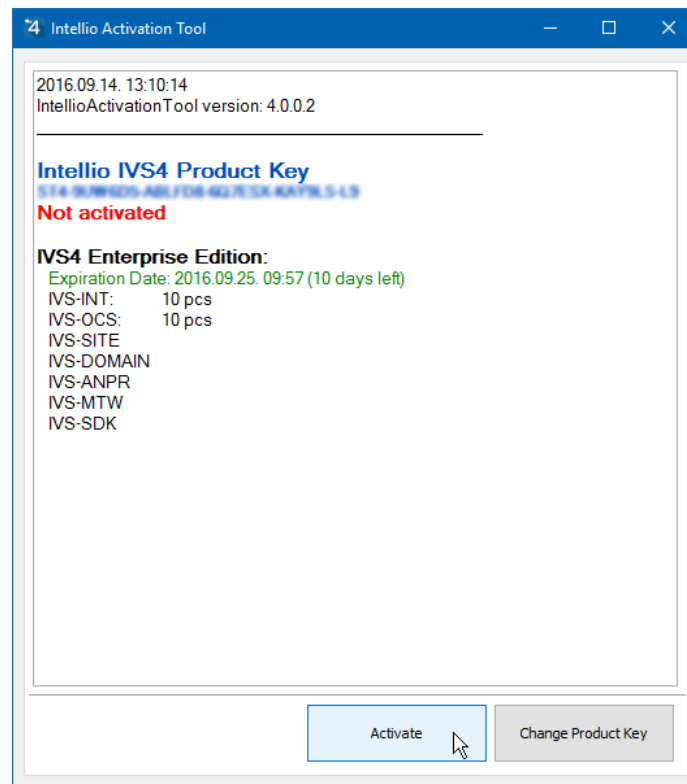 Intellio Activation Tool
2016.09.14. 13:10:14
IntellioActivationTool version: 4.0.0.2
Intellio IVS4 Product Key
Not activated
IVS4 Enterprise Edition:
Expiration Date: 2016.09.25. 09:57 (10 days left)
IVS-INT: 10 pcs
IVS-OCS: 10 pcs
IVS-SITE
IVS-DOMAIN
IVS-ANPR
IVS-MTW
IVS-SDK
Activate Change Product Key